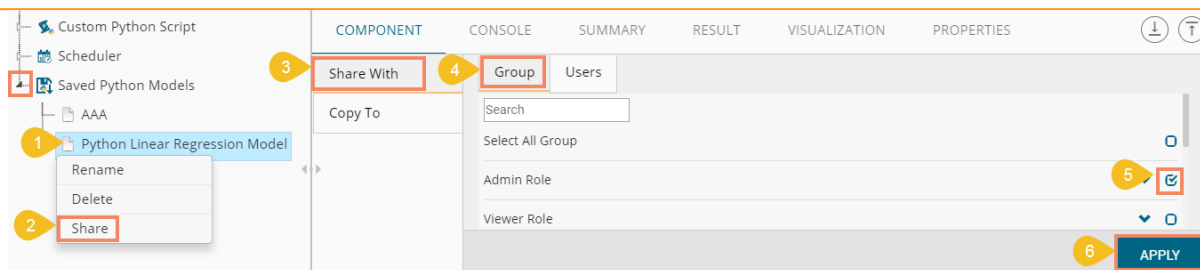 Custom Python Script
Scheduler
Saved Python Models
AAA
1 Python Linear Regression Model
Rename
Delete
2 Share
COMPONENT CONSOLE SUMMARY RESULT VISUALIZATION PROPERTIES
3 Share With
Copy To
4 Group Users
Search
Select All Group
Admin Role 5
Viewer Role
6 APPLY